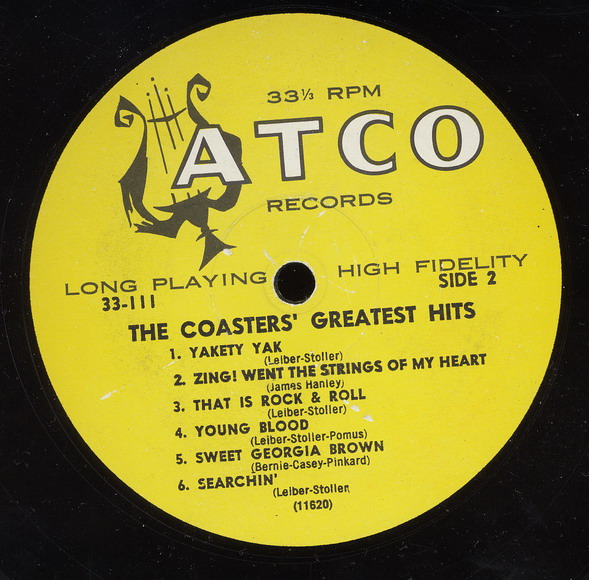 33⅓ RPM
ATCO
RECORDS
LONG PLAYING HIGH FIDELITY
33-111 SIDE 2
THE COASTERS' GREATEST HITS
1. YAKETY YAK
(Leiber-Stoller)
2. ZING! WENT THE STRINGS OF MY HEART
(James Hanley)
3. THAT IS ROCK & ROLL
(Leiber-Stoller)
4. YOUNG BLOOD
(Leiber-Stoller-Pomus)
5. SWEET GEORGIA BROWN
(Bernie-Casey-Pinkard)
6. SEARCHIN'
(Leiber-Stoller,
(11620)